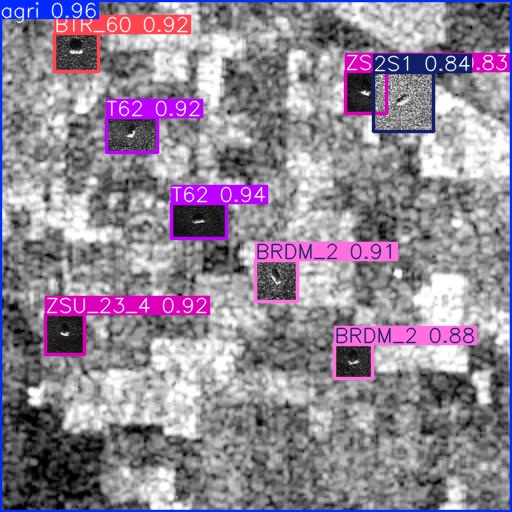 agri 0.96
BTR_60 0.92
ZS
2S1 0.84
.83
T62 0.92
T62 0.94
BRDM_2 0.91
ZSU_23_4 0.92
BRDM_2 0.88